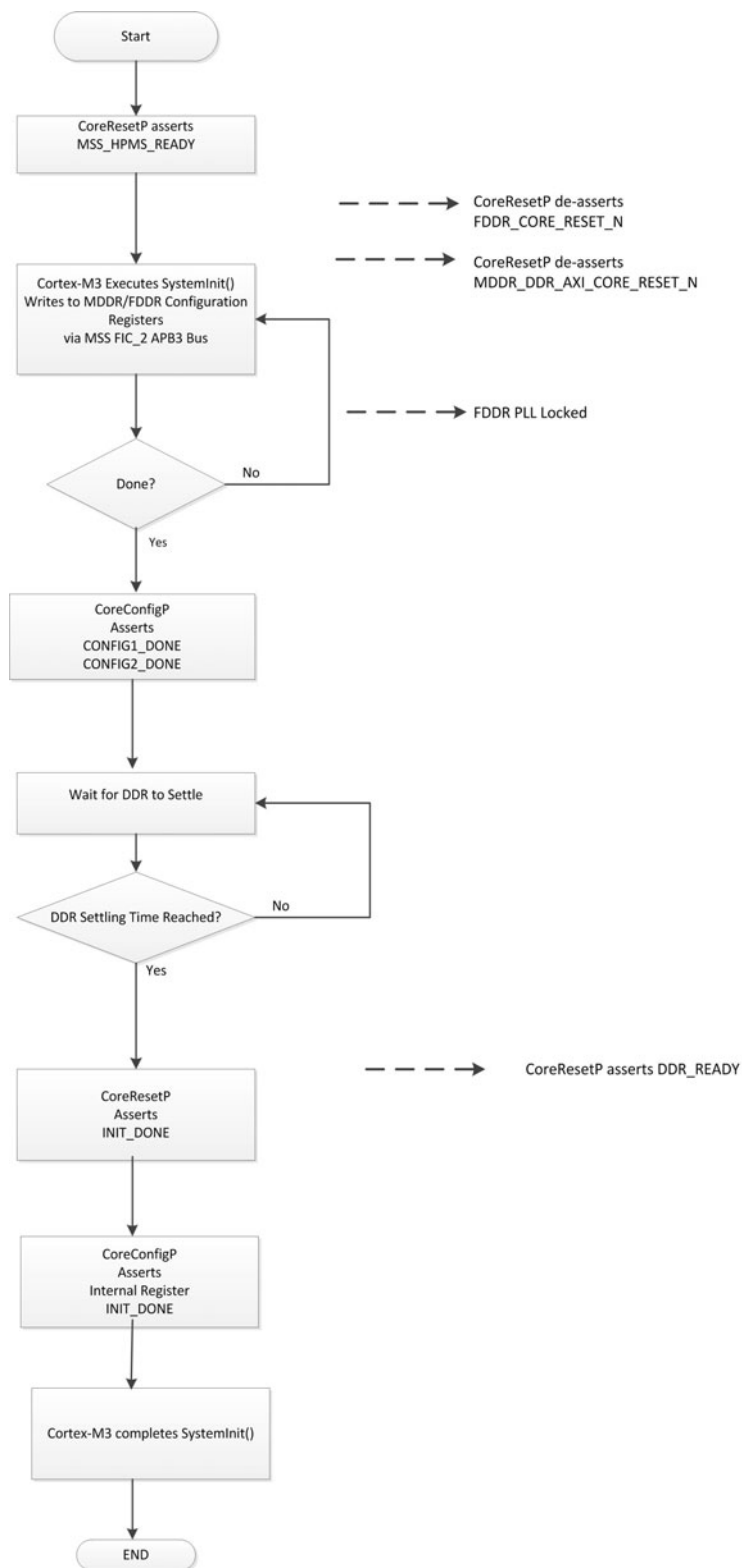 Start
CoreResetP asserts
MSS_HPMS_READY
CoreResetP de-asserts
FDDR_CORE_RESET_N
CoreResetP de-asserts
MDDR_DDR_AXI_CORE_RESET_N
Cortex-M3 Executes SystemInit()
Writes to MDDR/FDDR Configuration
Registers
via MSS FIC_2 APB3 Bus
FDDR PLL Locked
Done?
No
Yes
CoreConfigP
Asserts
CONFIG1_DONE
CONFIG2_DONE
Wait for DDR to Settle
DDR Settling Time Reached?
No
Yes
CoreResetP asserts DDR_READY
CoreResetP
Asserts
INIT_DONE
CoreConfigP
Asserts
Internal Register
INIT_DONE
Cortex-M3 completes SystemInit()
END